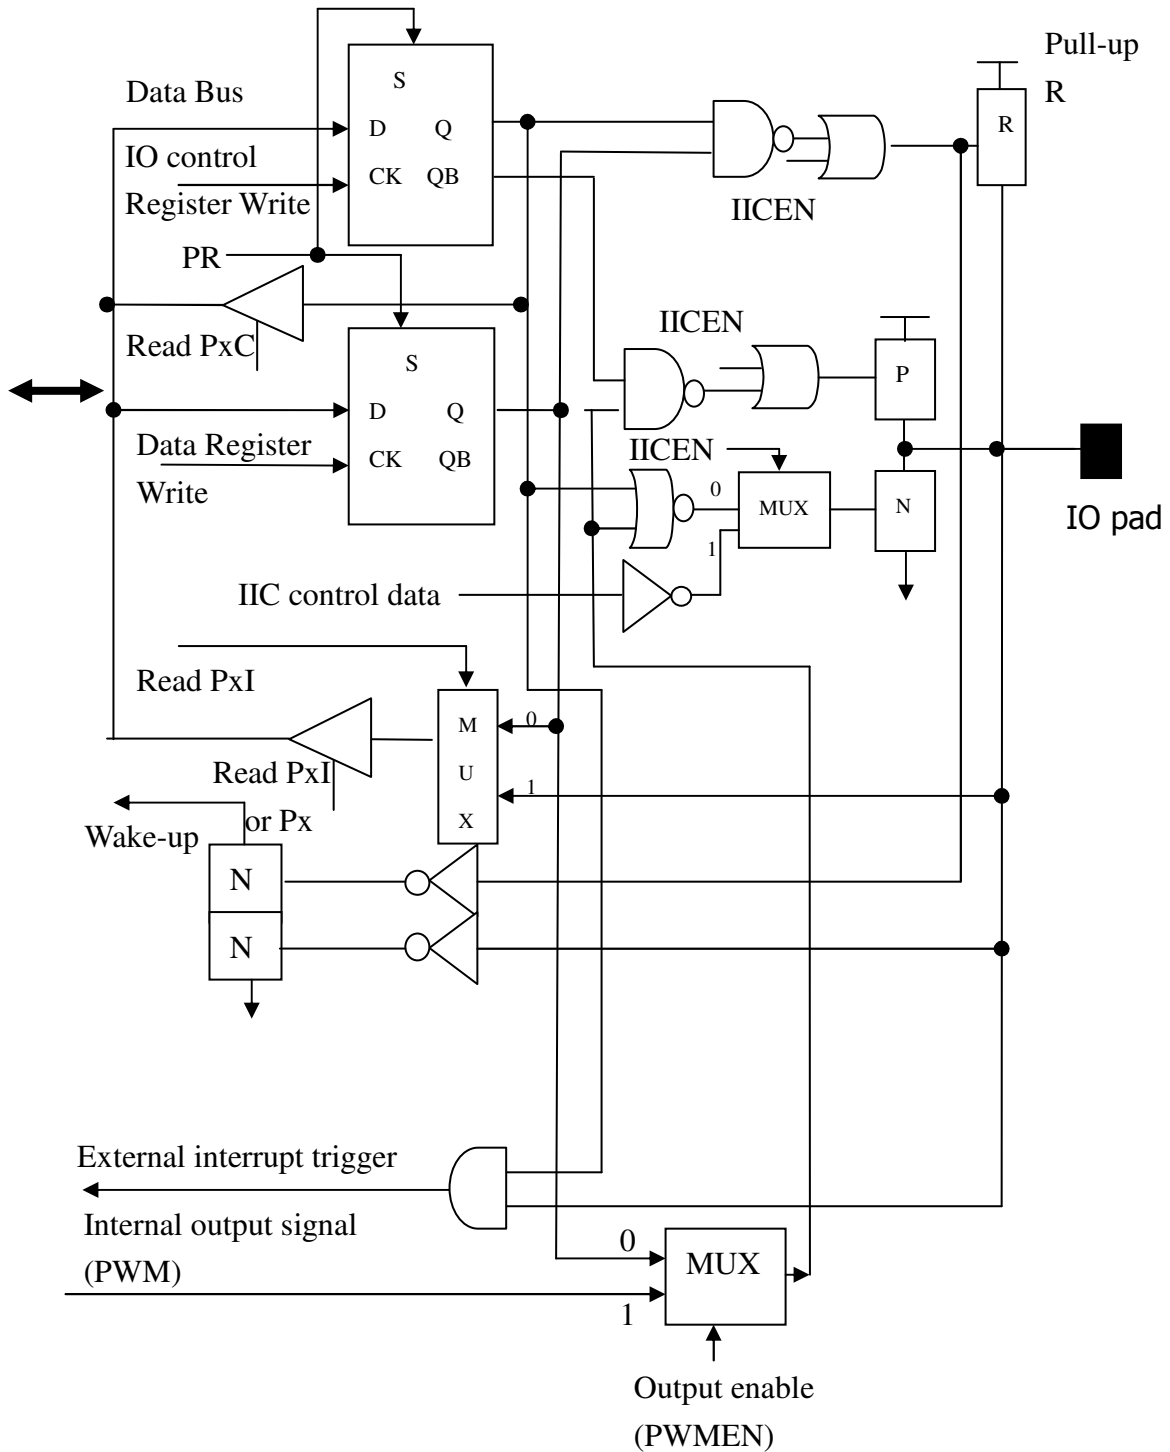 Pull-up
R
S
Data Bus
D Q
R
IO control
CK QB
Register Write
IICEN
PR
IICEN
Read PxC
S
P
D Q
Data Register
IICEN
CK QB
Write
0
MUX
N
IO pad
1
IIC control data
Read PxI
M
0
U
Read PxI
1
X
or Px
Wake-up
N
N
External interrupt trigger
Internal output signal
0
MUX
(PWM)
1
Output enable
(PWMEN)